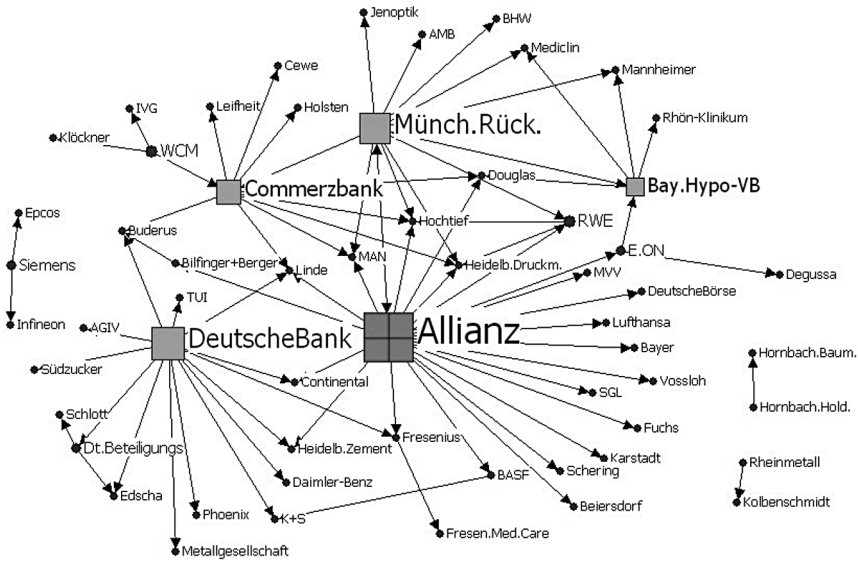 Jenoptik
BHW
AMB
Mediclin
Cewe
Mannheimer
IVG
Leifheit
Holsten
Münch.Rück.
Rhön-Klinikum
Klöckner
WCM
Commerzbank
Douglas
Bay.Hypo-VB
Epcos
Buderus
Hochtief
RWE
E.ON
Siemens
Bilfinger+Berger
Linde
MAN
Heidelb.Druckm.
MVV
Degussa
TUI
DeutscheBörse
Infineon
AGIV
DeutscheBank
Allianz
Lufthansa
Bayer
Hornbach.Baum.
Südzucker
Continental
SGL
Vossloh
Schlott
Hornbach.Hold.
Fuchs
Dt.Beteiligungs
Heidelb.Zement
Fresenius
Karstadt
Rheinmetall
Schering
BASF
Daimler-Benz
Edscha
Kolbenschmidt
Beiersdorf
Phoenix
K+S
Fresen.Med.Care
Metallgesellschaft